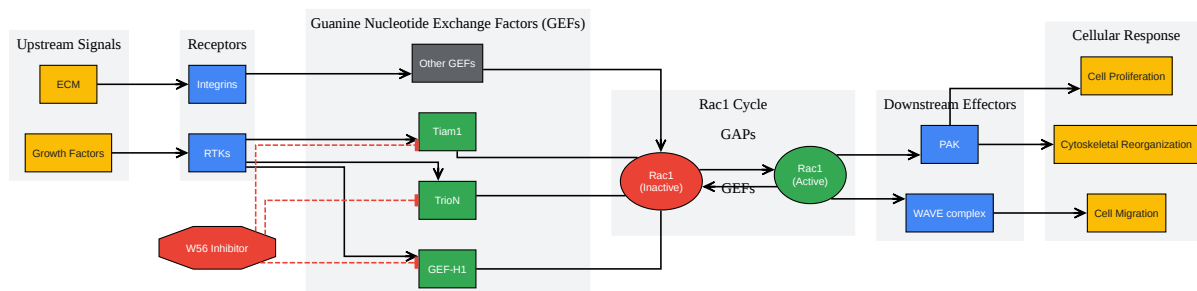 Upstream Signals
ECM
Growth Factors
Receptors
Integrins
RTKs
W56 Inhibitor
Guanine Nucleotide Exchange Factors (GEFs)
Other GEFs
Tiam1
TrioN
GEF-H1
Rac1 Cycle
GAPs
Rac1
(Inactive)
GEFs
Rac1
(Active)
Downstream Effectors
PAK
WAVE complex
Cellular Response
Cell Proliferation
Cytoskeletal Reorganization
Cell Migration